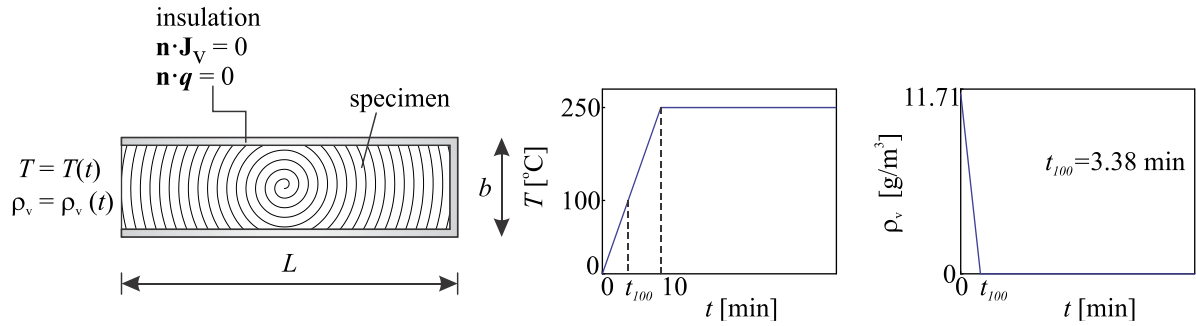 insulation
n·J_V = 0
n·q = 0
specimen
T = T(t)
ρ_v = ρ_v (t)
b
L
T [°C]
250
100
0
0 t_100 10
t [min]
ρ_v [g/m³]
11.71
0
t_100=3.38 min
0 t_100
t [min]